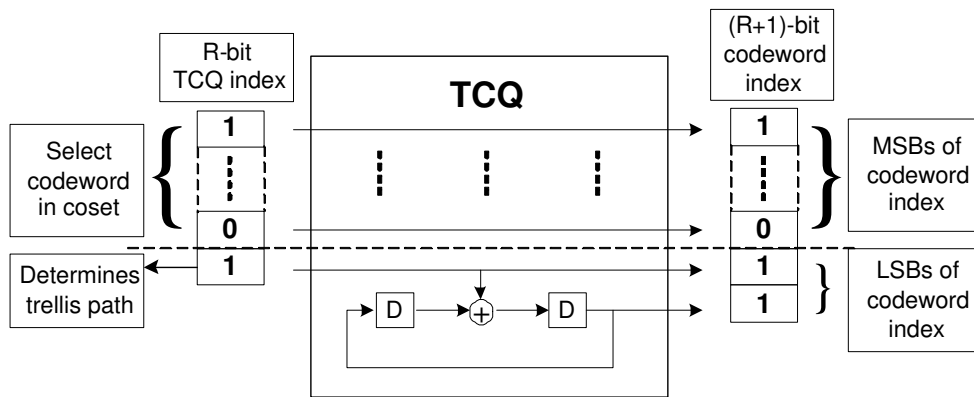 R-bit
TCQ index
(R+1)-bit
codeword
index
TCQ
Select
codeword
in coset
1
0
1
Determines
trellis path
D
+
D
1
0
1
1
MSBs of
codeword
index
LSBs of
codeword
index